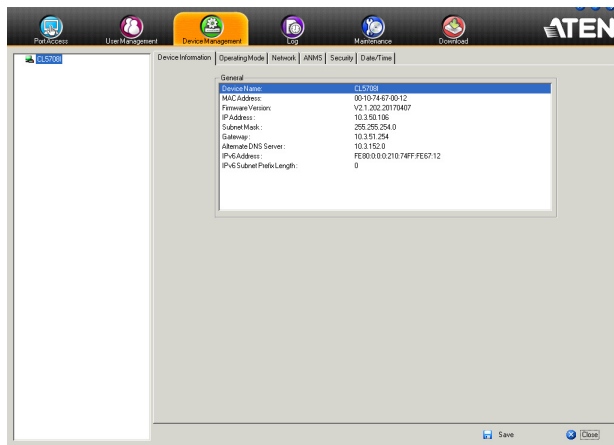 Port Access
User Management
Device Management
Log
Maintenance
Download
ATEN
CL5708I
Device Information
Operating Mode
Network
ANMS
Security
Date/Time
General
Device Name: CL5708I
MAC Address: 00-10-74-67-00-12
Firmware Version: V2.1.202.20170407
IP Address : 10.3.50.106
Subnet Mask : 255.255.254.0
Gateway : 10.3.51.254
Alternate DNS Server : 10.3.152.0
IPv6 Address : FE80:0:0:0:210:74FF:FE67:12
IPv6 Subnet Prefix Length : 0
Save
Close